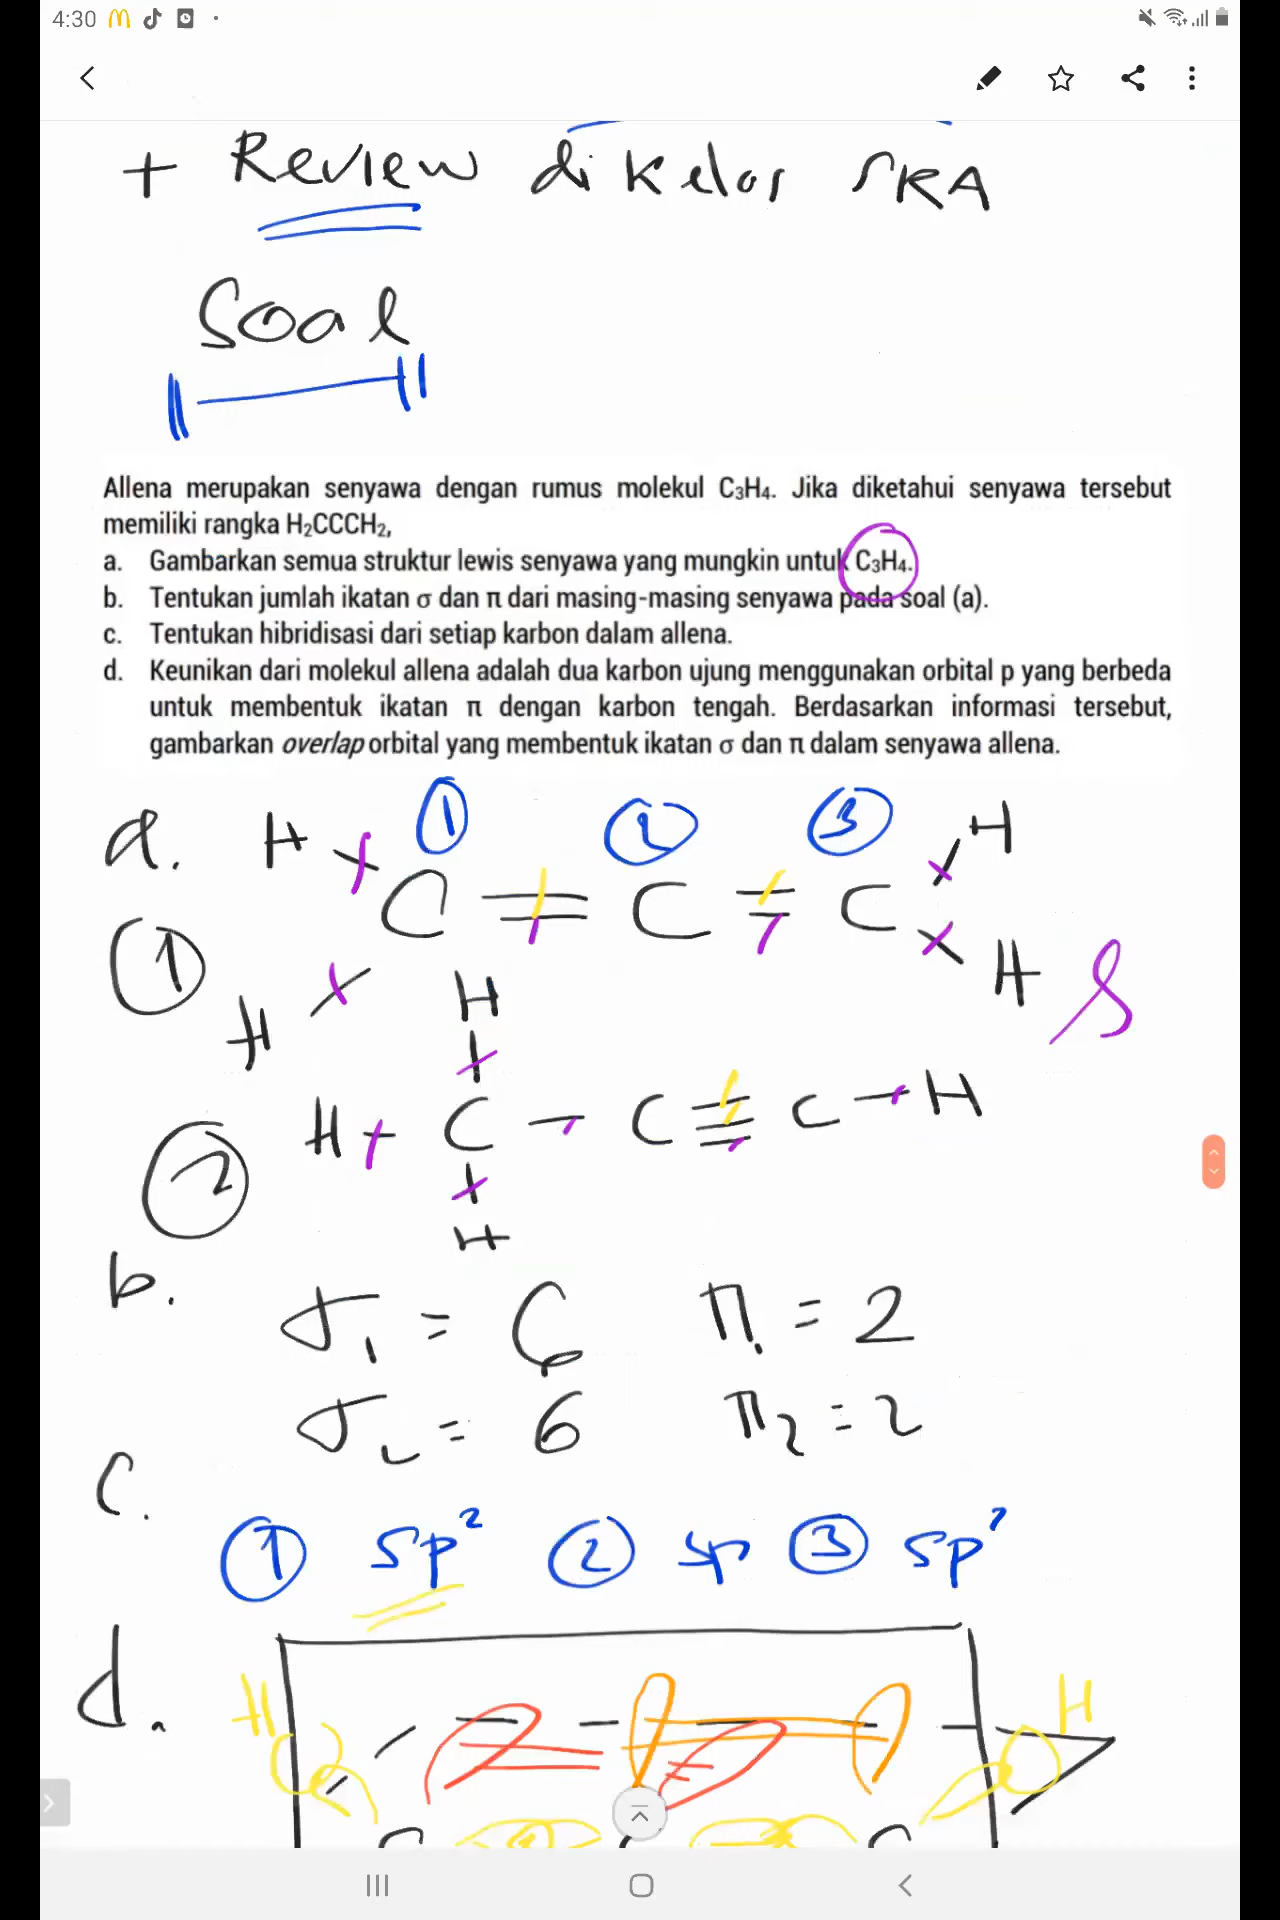 4:30
+ Review di kelas SKA
Soal
Allena merupakan senyawa dengan rumus molekul C₃H₄. Jika diketahui senyawa tersebut
memiliki rangka H₂CCCH₂,
a. Gambarkan semua struktur lewis senyawa yang mungkin untuk C₃H₄.
b. Tentukan jumlah ikatan σ dan π dari masing-masing senyawa pada soal (a).
c. Tentukan hibridisasi dari setiap karbon dalam allena.
d. Keunikan dari molekul allena adalah dua karbon ujung menggunakan orbital p yang berbeda
untuk membentuk ikatan π dengan karbon tengah. Berdasarkan informasi tersebut,
gambarkan overlap orbital yang membentuk ikatan σ dan π dalam senyawa allena.
a. H ① ② ③ H
C = C = C
① H H
H
H C - C ≡ C - H
②
H
b. σ₁ = 6 π₁ = 2
σ₂ = 6 π₂ = 2
c.
① sp² ② sp ③ sp²
d. H H
C C C